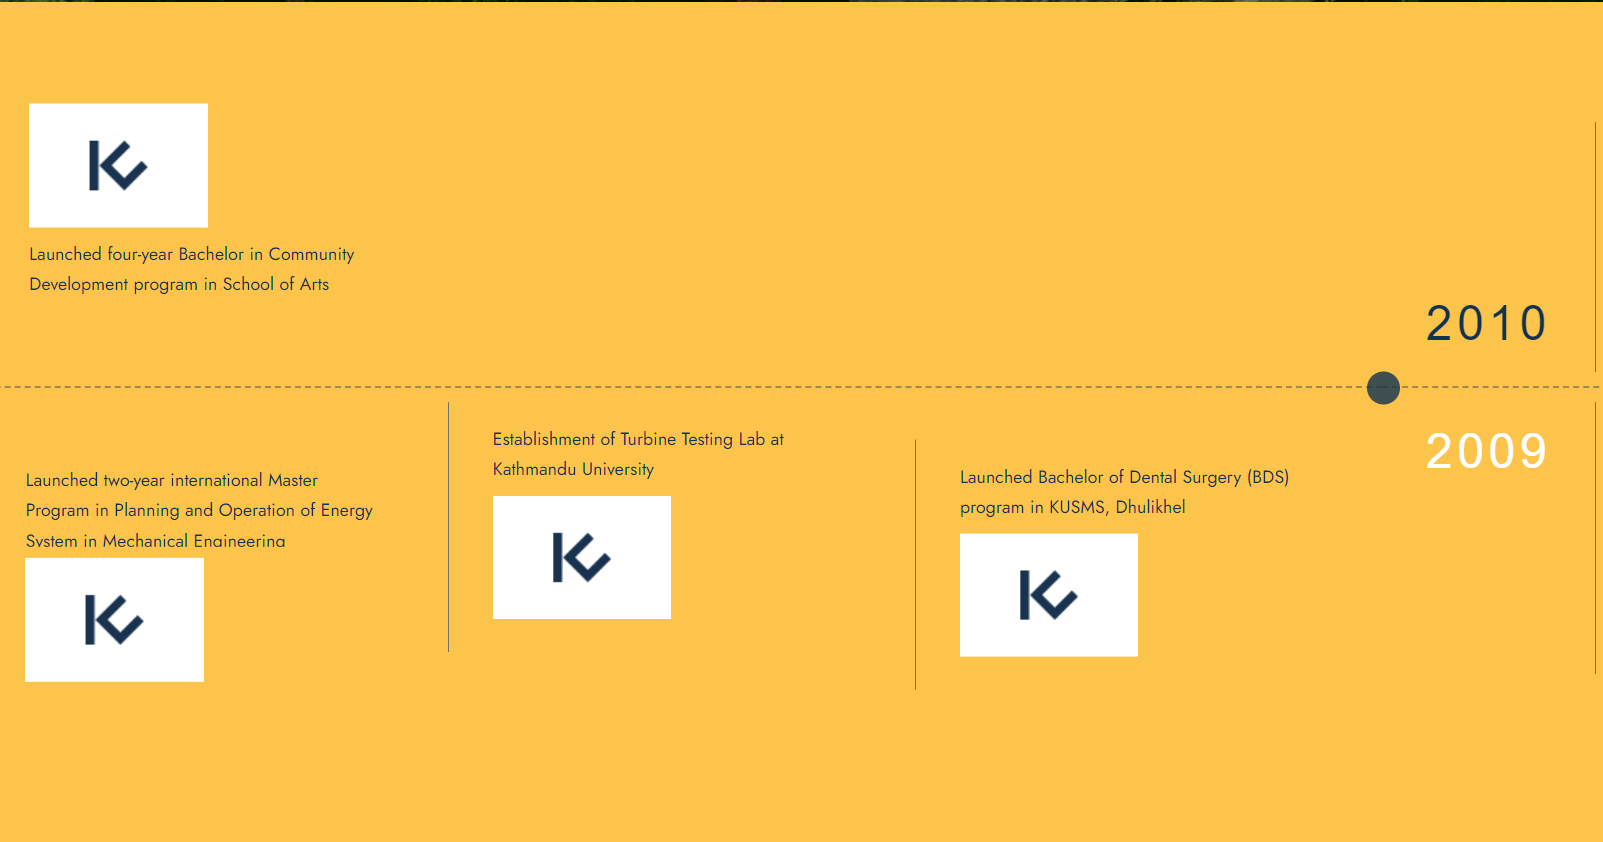 Launched four-year Bachelor in Community
Development program in School of Arts
2010
2009
Launched two-year international Master
Program in Planning and Operation of Energy
System in Mechanical Engineering
Establishment of Turbine Testing Lab at
Kathmandu University
Launched Bachelor of Dental Surgery (BDS)
program in KUSMS, Dhulikhel